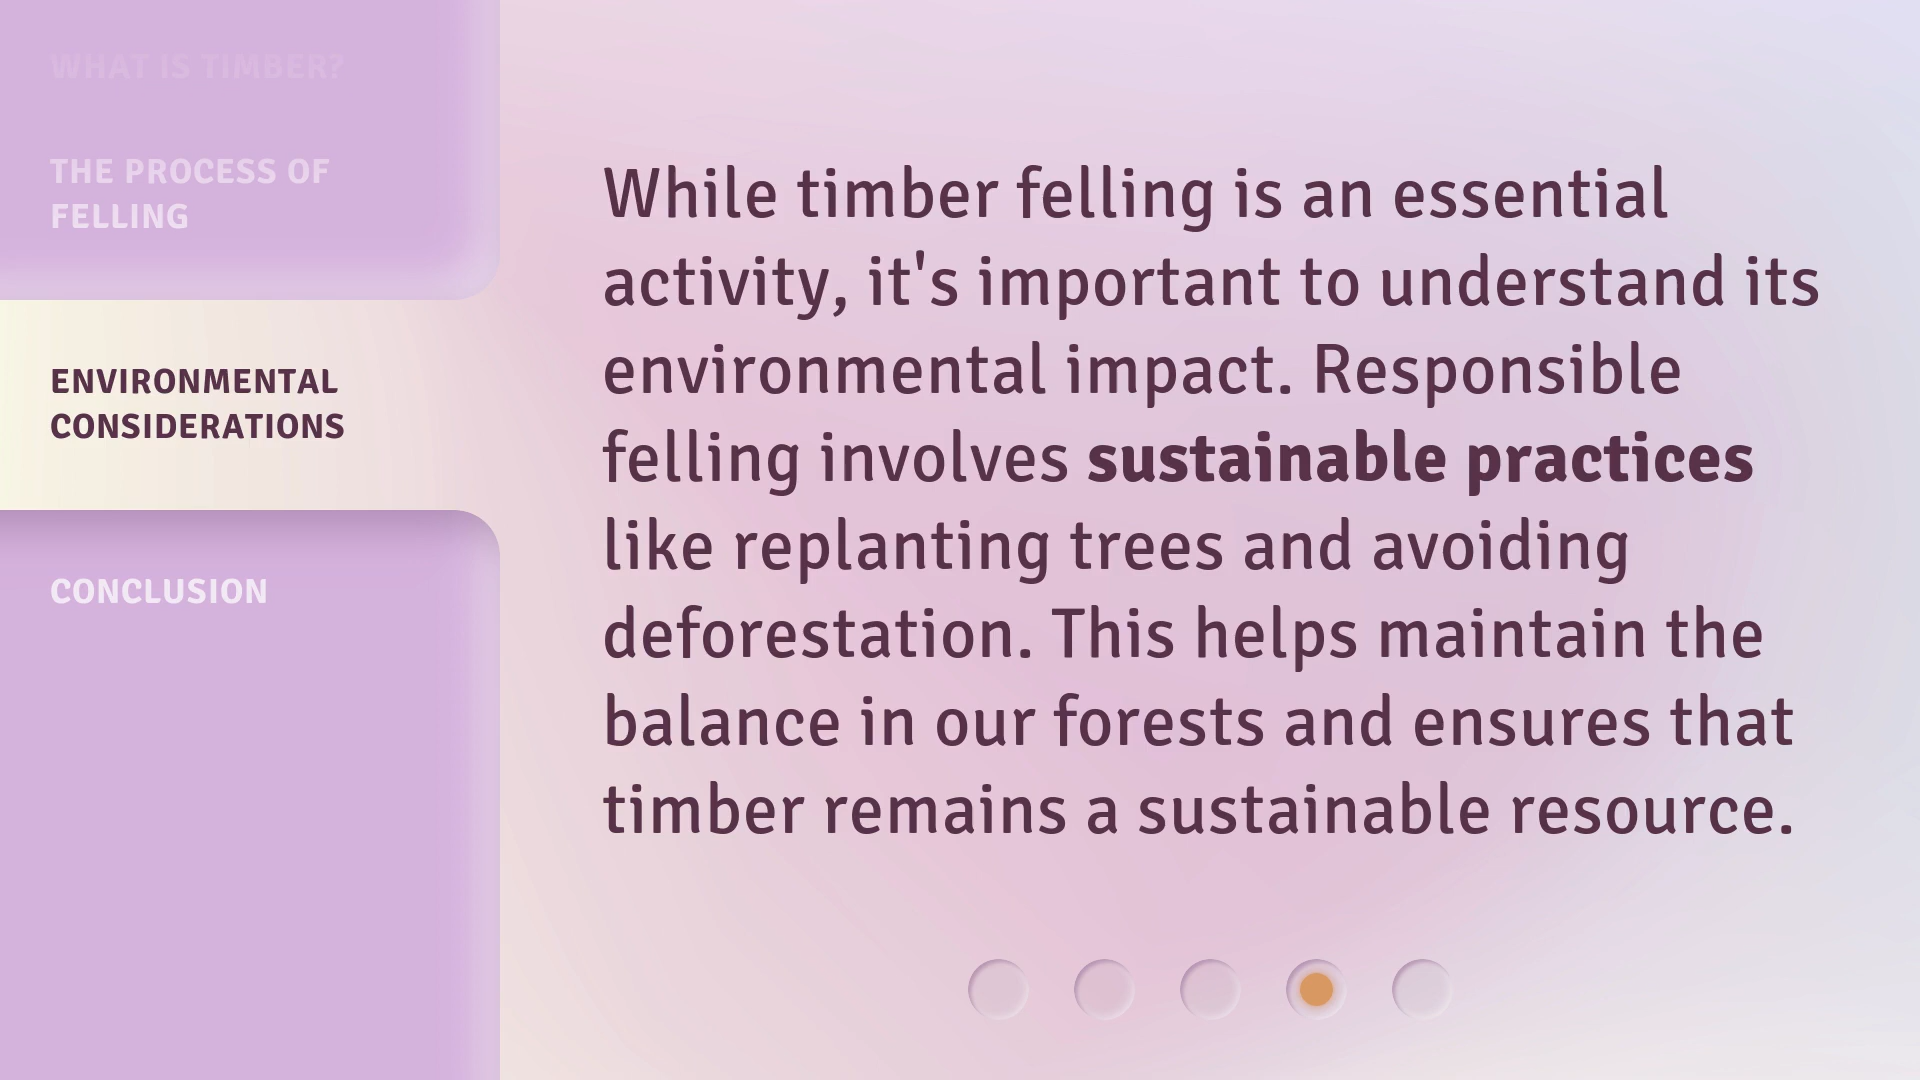 WHAT IS TIMBER?
THE PROCESS OF
FELLING
ENVIRONMENTAL
CONSIDERATIONS
CONCLUSION
While timber felling is an essential
activity, it's important to understand its
environmental impact. Responsible
felling involves sustainable practices
like replanting trees and avoiding
deforestation. This helps maintain the
balance in our forests and ensures that
timber remains a sustainable resource.